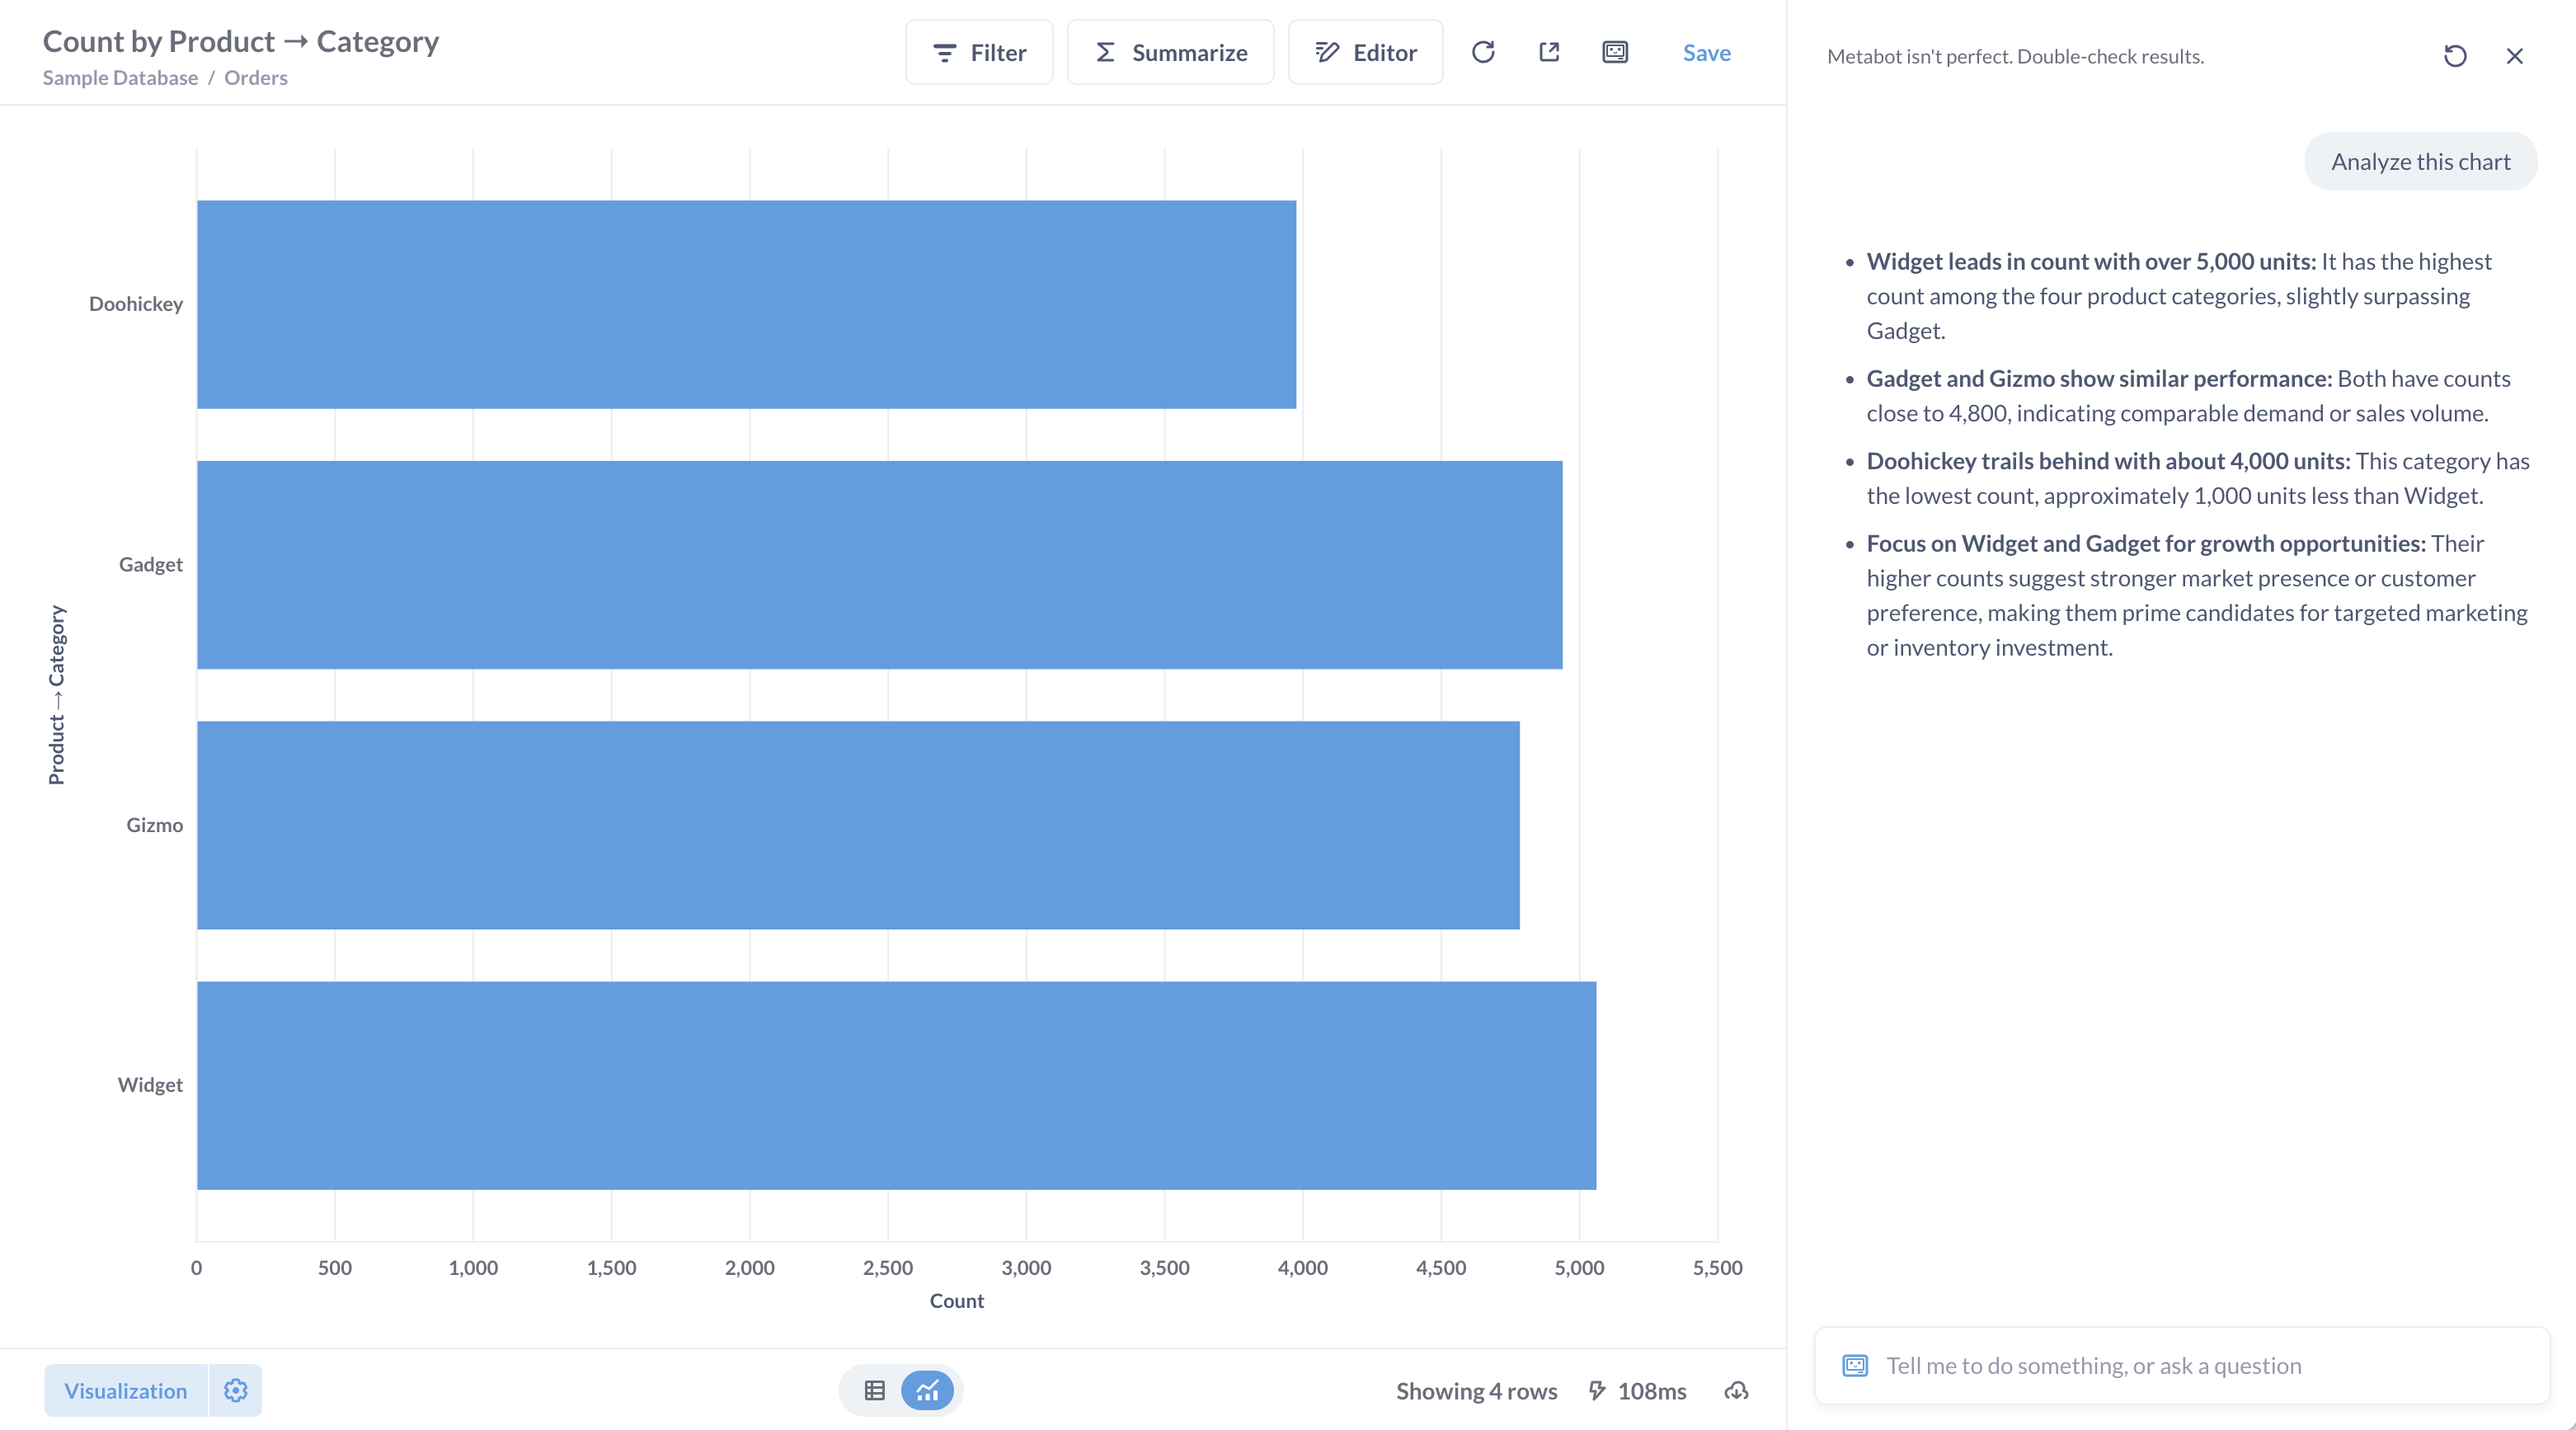 Count by Product → Category
Sample Database / Orders
Filter
Summarize
Editor
Save
Doohickey
Gadget
Gizmo
Widget
Product → Category
0 500 1,000 1,500 2,000 2,500 3,000 3,500 4,000 4,500 5,000 5,500
Count
Visualization
Showing 4 rows
108ms
Metabot isn't perfect. Double-check results.
Analyze this chart
• Widget leads in count with over 5,000 units: It has the highest
count among the four product categories, slightly surpassing
Gadget.
• Gadget and Gizmo show similar performance: Both have counts
close to 4,800, indicating comparable demand or sales volume.
• Doohickey trails behind with about 4,000 units: This category has
the lowest count, approximately 1,000 units less than Widget.
• Focus on Widget and Gadget for growth opportunities: Their
higher counts suggest stronger market presence or customer
preference, making them prime candidates for targeted marketing
or inventory investment.
Tell me to do something, or ask a question